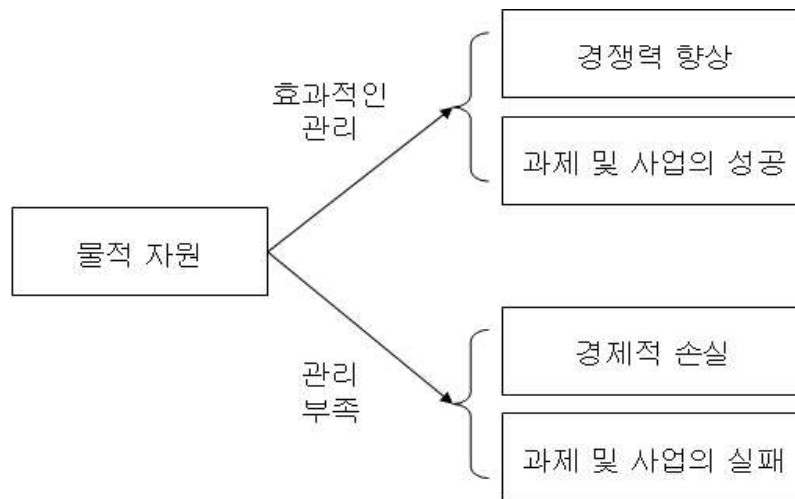 경쟁력 향상
효과적인
관리
과제 및 사업의 성공
물적 자원
경제적 손실
관리
부족
과제 및 사업의 실패